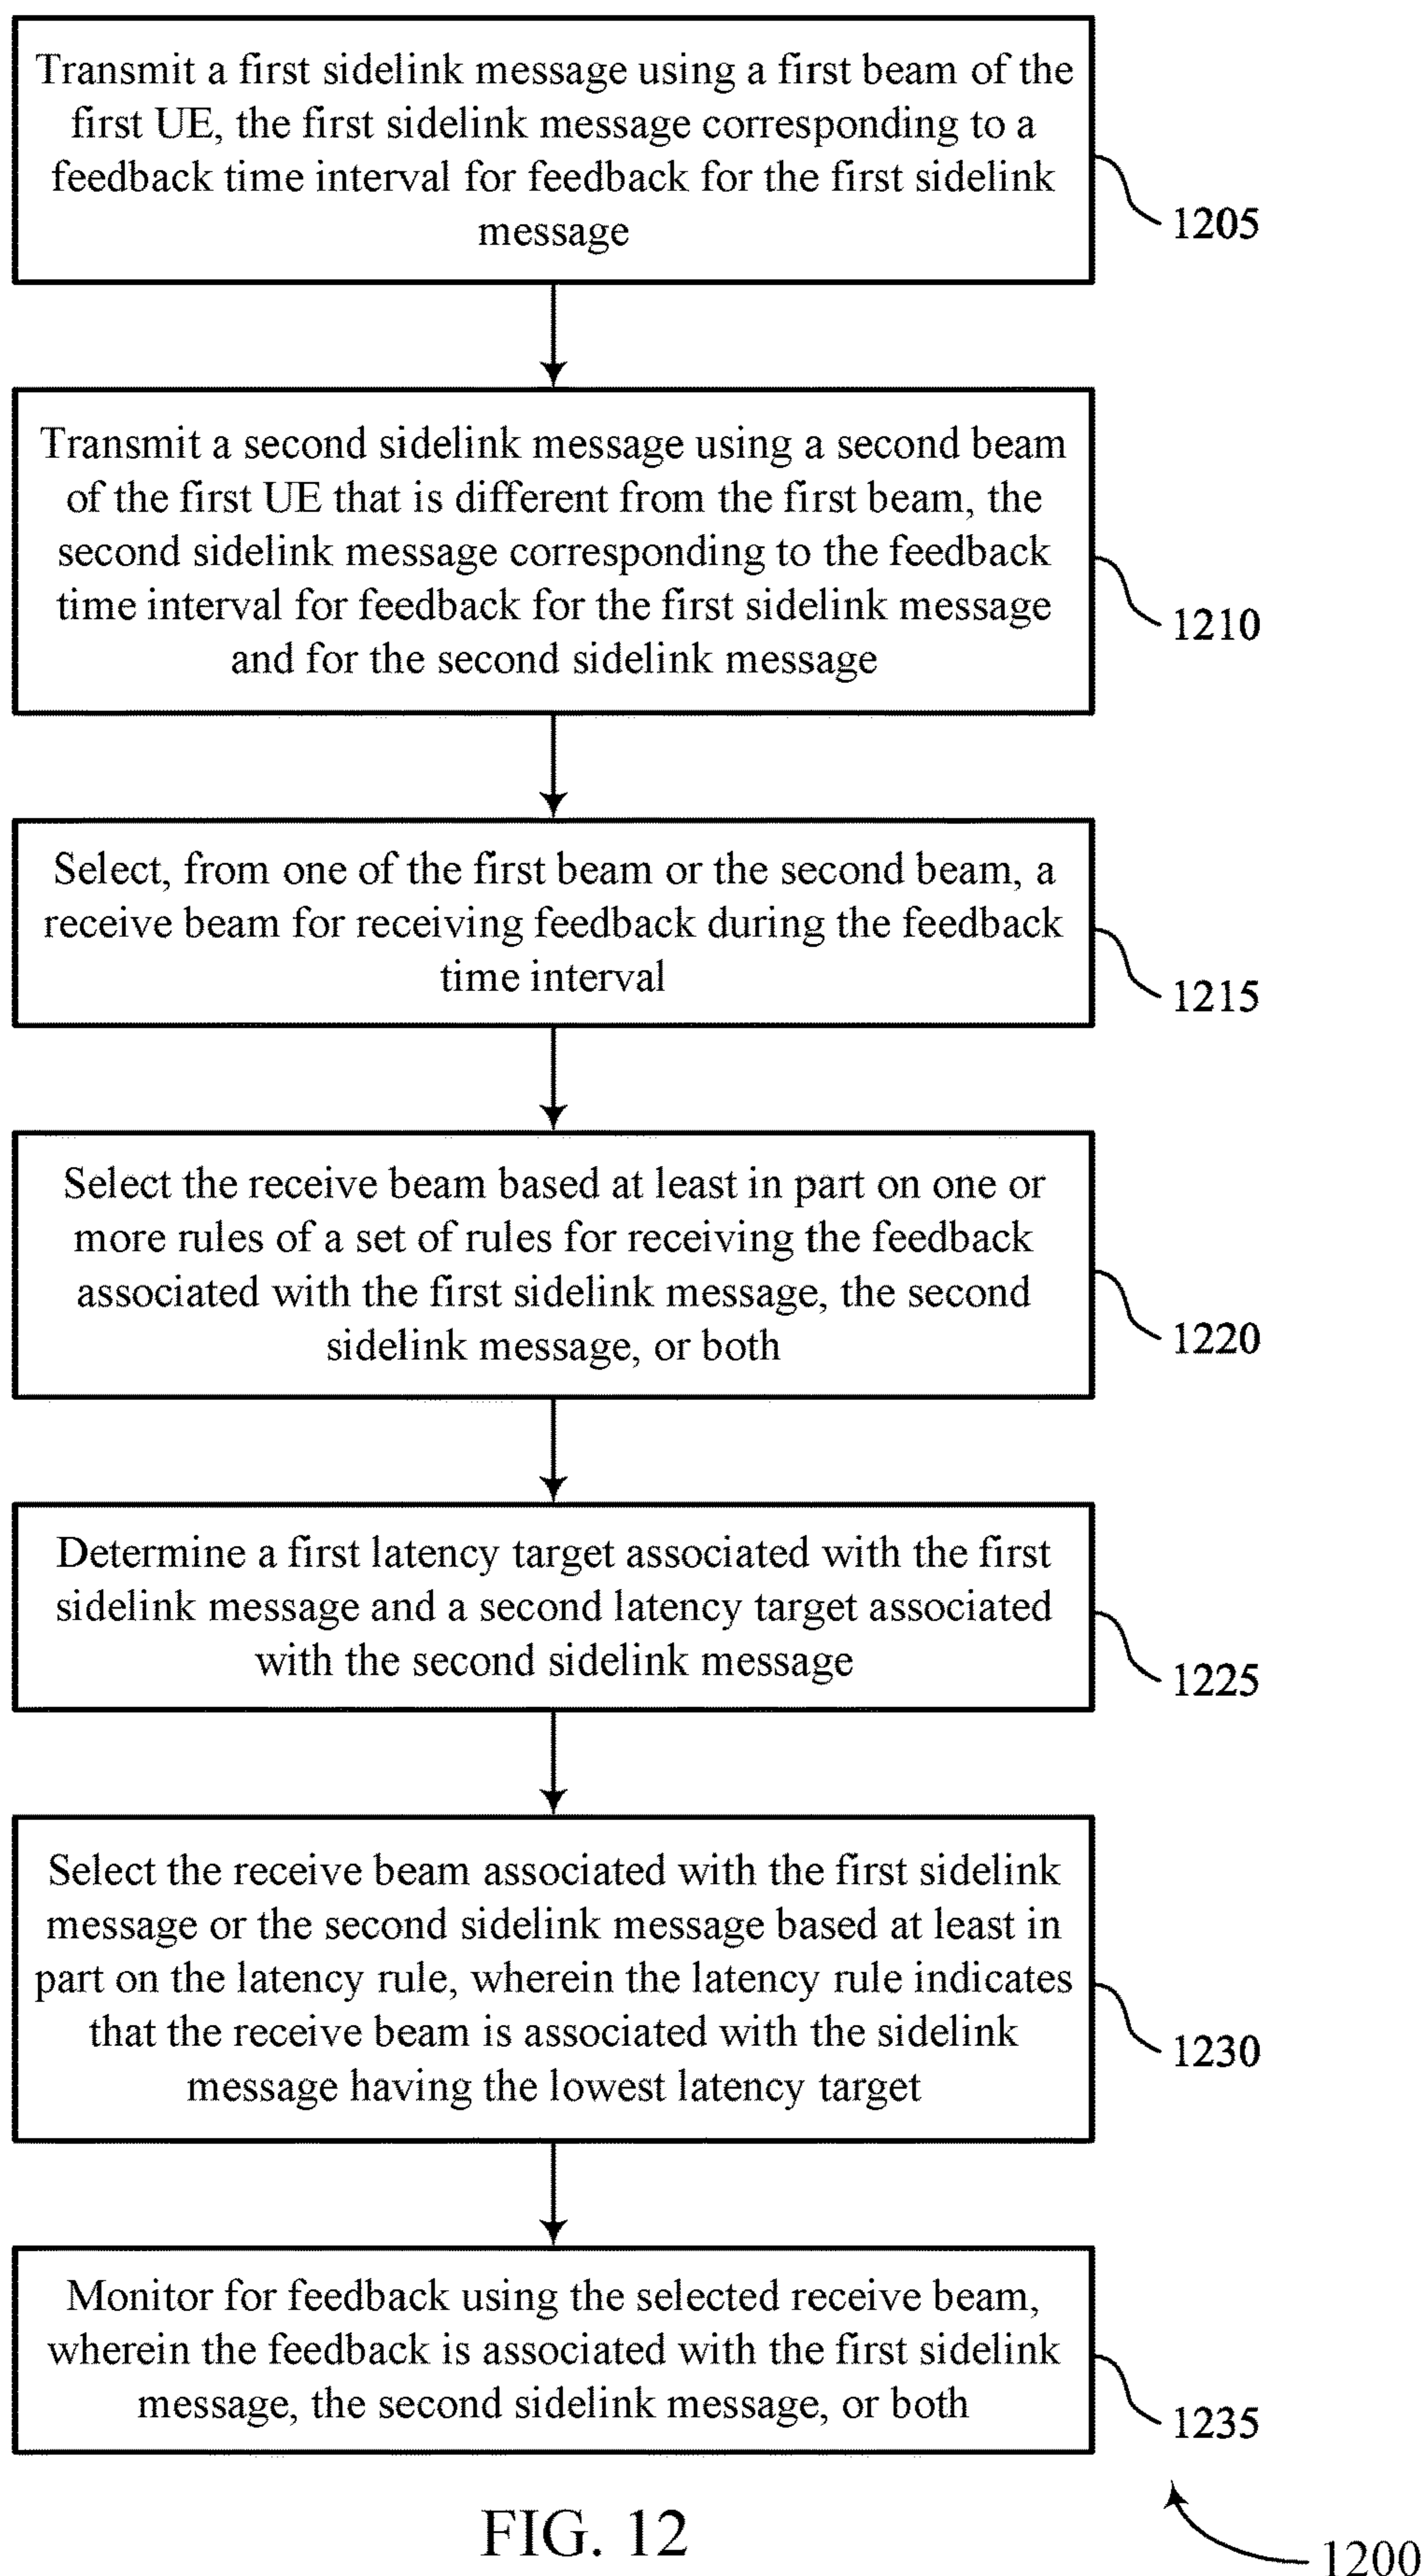 Transmit a first sidelink message using a first beam of the
first UE, the first sidelink message corresponding to a
feedback time interval for feedback for the first sidelink
message
1205
Transmit a second sidelink message using a second beam
of the first UE that is different from the first beam, the
second sidelink message corresponding to the feedback
time interval for feedback for the first sidelink message
and for the second sidelink message
1210
Select, from one of the first beam or the second beam, a
receive beam for receiving feedback during the feedback
time interval
1215
Select the receive beam based at least in part on one or
more rules of a set of rules for receiving the feedback
associated with the first sidelink message, the second
sidelink message, or both
1220
Determine a first latency target associated with the first
sidelink message and a second latency target associated
with the second sidelink message
1225
Select the receive beam associated with the first sidelink
message or the second sidelink message based at least in
part on the latency rule, wherein the latency rule indicates
that the receive beam is associated with the sidelink
message having the lowest latency target
1230
Monitor for feedback using the selected receive beam,
wherein the feedback is associated with the first sidelink
message, the second sidelink message, or both
1235
FIG. 12
1200